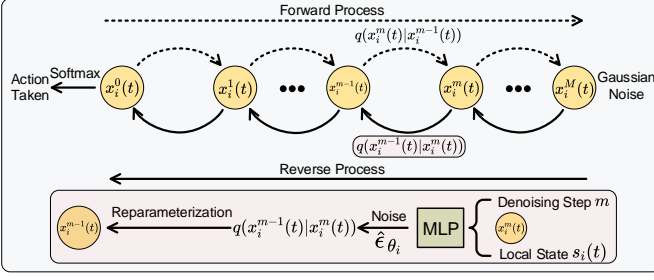 Forward Process
q(x_i^m(t)|x_i^{m-1}(t))
Action Taken
Softmax
x_i^0(t)
x_i^1(t)
•••
x_i^{m-1}(t)
x_i^m(t)
•••
x_i^M(t)
Gaussian Noise
q(x_i^{m-1}(t)|x_i^m(t))
Reverse Process
x_i^{m-1}(t)
Reparameterization
q(x_i^{m-1}(t)|x_i^m(t))
Noise
\hat{ϵ}_{θ_i}
MLP
Denoising Step m
x_i^m(t)
Local State s_i(t)